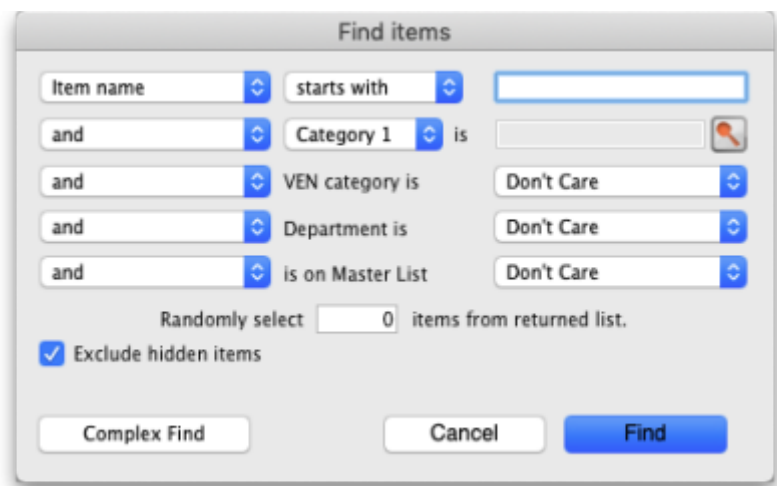 Find items
Item name starts with
and Category 1 is
and VEN category is Don't Care
and Department is Don't Care
and is on Master List Don't Care
Randomly select 0 items from returned list.
Exclude hidden items
Complex Find Cancel Find